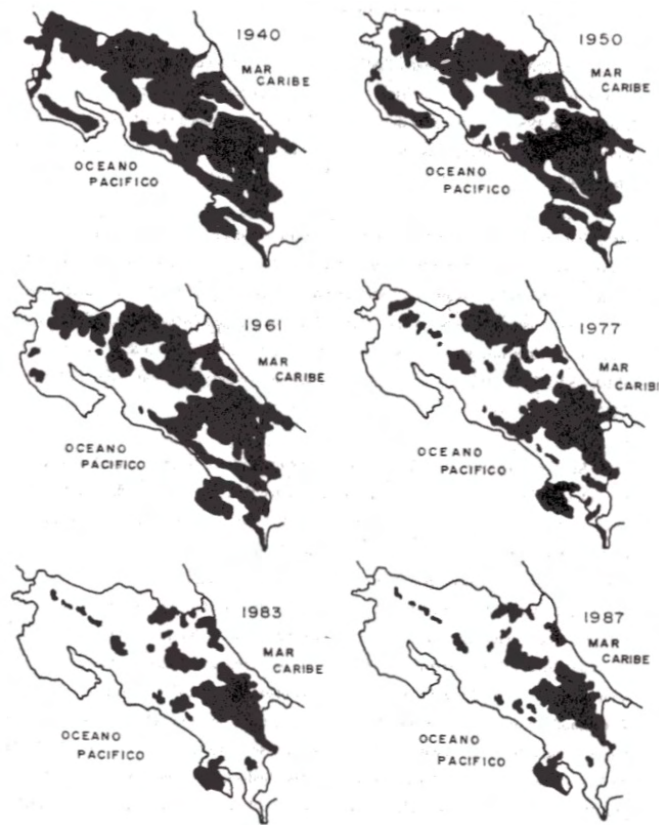 1940
MAR
CARIBE
OCEANO
PACIFICO
1950
MAR
CARIBE
OCEANO
PACIFICO
1961
MAR
CARIBE
OCEANO
PACIFICO
1977
MAR
CARIBE
OCEANO
PACIFICO
1983
MAR
CARIBE
OCEANO
PACIFICO
1987
MAR
CARIBE
OCEANO
PACIFICO